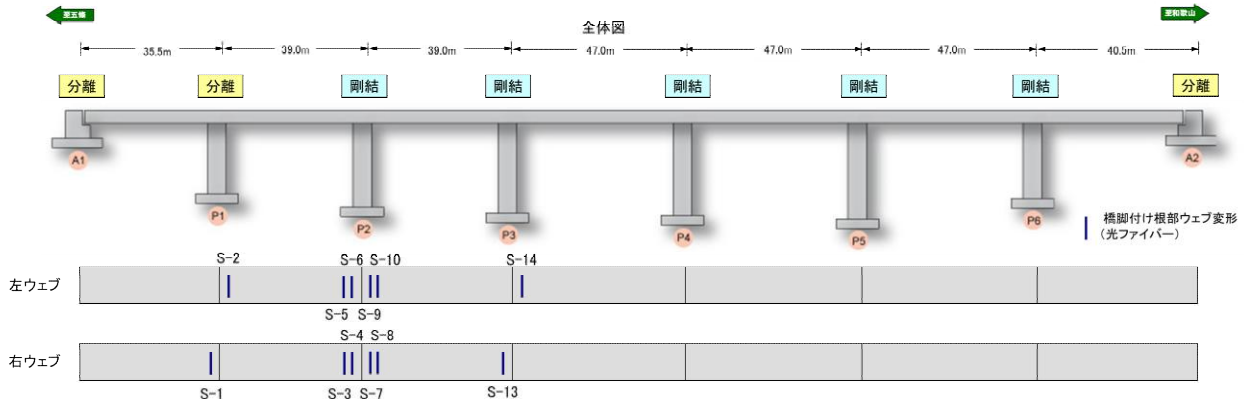 至五條
全体図
至和歌山
35.5m 39.0m 39.0m 47.0m 47.0m 47.0m 40.5m
分離 分離 剛結 剛結 剛結 剛結 剛結 分離
A1 P1 P2 P3 P4 P5 P6 A2
橋脚付け根部ウェブ変形
(光ファイバー)
S-2 S-6 S-10 S-14
左ウェブ
S-5 S-9
S-4 S-8
右ウェブ
S-1 S-3 S-7 S-13